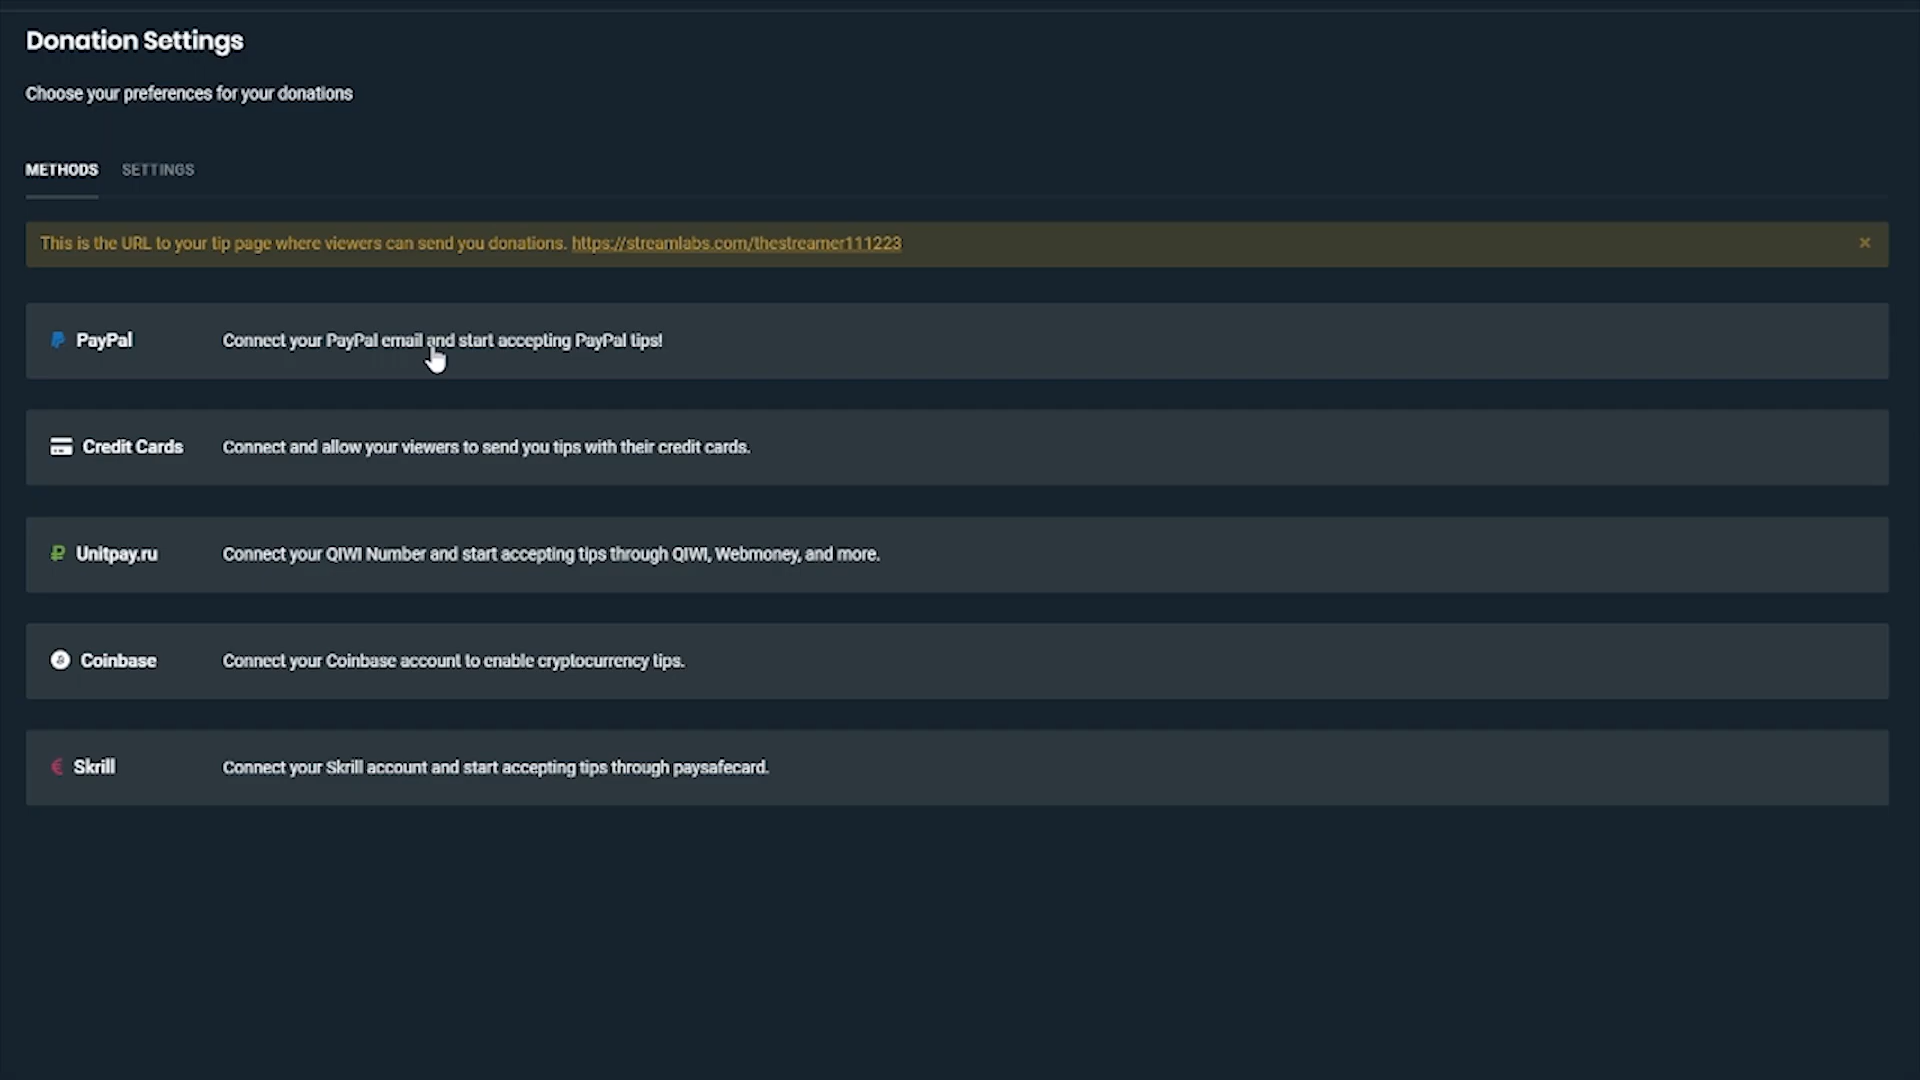 Donation Settings
Choose your preferences for your donations
METHODS SETTINGS
This is the URL to your tip page where viewers can send you donations. https://streamlabs.com/thestreamer111223
PayPal Connect your PayPal email and start accepting PayPal tips!
Credit Cards Connect and allow your viewers to send you tips with their credit cards.
Unitpay.ru Connect your QIWI Number and start accepting tips through QIWI, Webmoney, and more.
Coinbase Connect your Coinbase account to enable cryptocurrency tips.
Skrill Connect your Skrill account and start accepting tips through paysafecard.